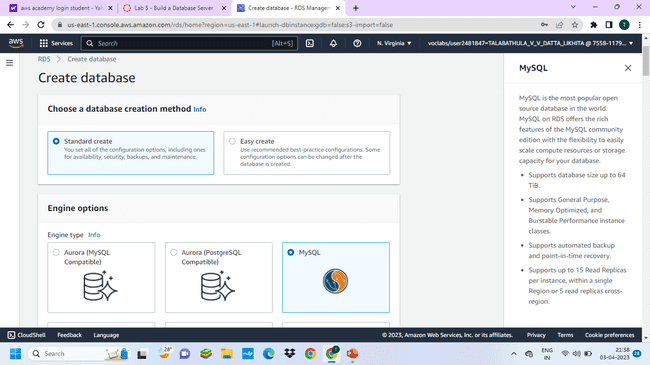 aws academy login student - Yo
Lab 5 - Build a Database Server
Create database - RDS Manage
us-east-1.console.aws.amazon.com/rds/home?region=us-east-1#launch-dbinstance:gdb=false;s3-import=false
aws
Services
Search
[Alt+S]
N. Virginia
voclabs/user2481847=TALABATHULA_V_V_DATTA_LIKHITA @ 7558-1179...
RDS > Create database
Create database
Choose a database creation method Info
Standard create
You set all of the configuration options, including ones
for availability, security, backups, and maintenance.
Easy create
Use recommended best-practice configurations. Some
configuration options can be changed after the
database is created.
Engine options
Engine type Info
Aurora (MySQL
Compatible)
Aurora (PostgreSQL
Compatible)
MySQL
MySQL
MySQL is the most popular open
source database in the world.
MySQL on RDS offers the rich
features of the MySQL community
edition with the flexibility to easily
scale compute resources or storage
capacity for your database.
• Supports database size up to 64
TiB.
• Supports General Purpose,
Memory Optimized, and
Burstable Performance instance
classes.
• Supports automated backup
and point-in-time recovery.
• Supports up to 15 Read Replicas
per instance, within a single
Region or 5 read replicas cross-
region.
CloudShell
Feedback
Language
© 2023, Amazon Web Services, Inc. or its affiliates.
Privacy
Terms
Cookie preferences
Search
28°
ENG
IN
21:58
03-04-2023